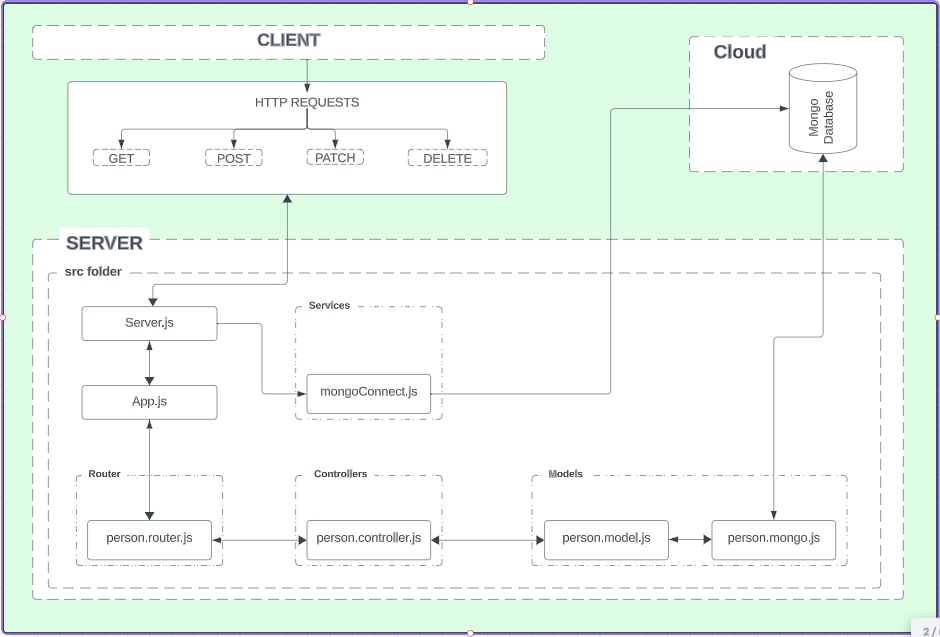 CLIENT
Cloud
Mongo
Database
HTTP REQUESTS
GET
POST
PATCH
DELETE
SERVER
src folder
Server.js
Services
mongoConnect.js
App.js
Router
Controllers
Models
person.router.js
person.controller.js
person.model.js
person.mongo.js
2 /